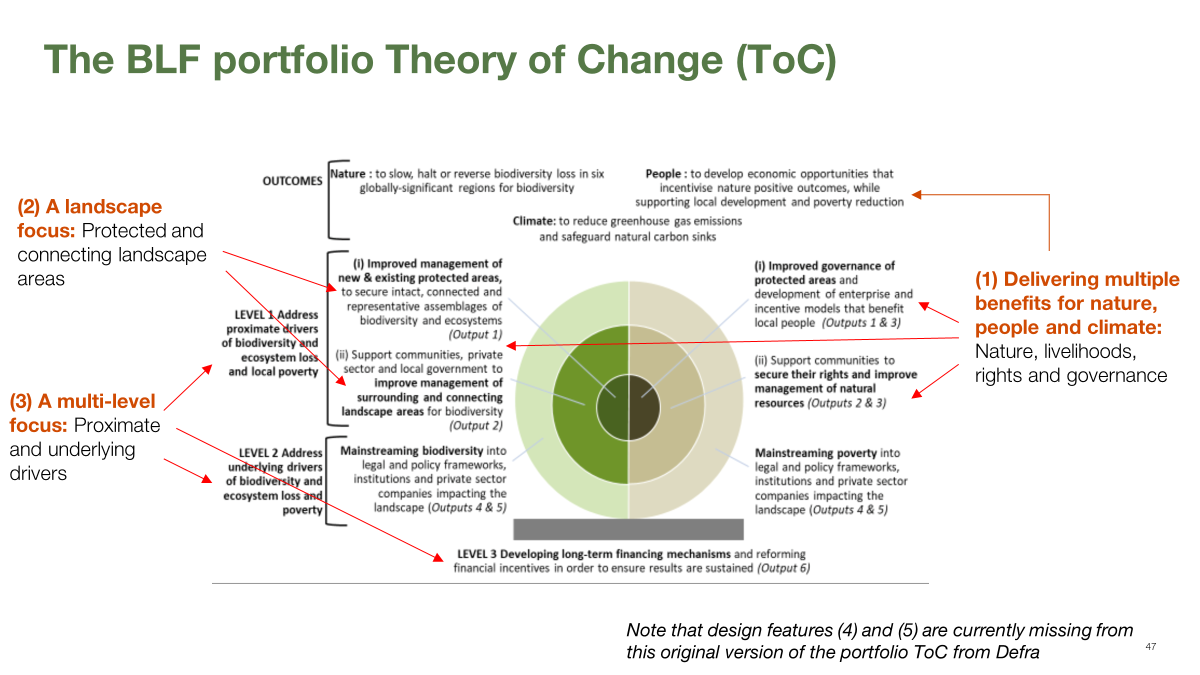 The BLF portfolio Theory of Change (ToC)
OUTCOMES
Nature : to slow, halt or reverse biodiversity loss in six
globally-significant regions for biodiversity
People : to develop economic opportunities that
incentivise nature positive outcomes, while
supporting local development and poverty reduction
Climate: to reduce greenhouse gas emissions
and safeguard natural carbon sinks
(2) A landscape
focus: Protected and
connecting landscape
areas
(3) A multi-level
focus: Proximate
and underlying
drivers
LEVEL 1 Address
proximate drivers
of biodiversity and
ecosystem loss
and local poverty
(i) Improved management of
new & existing protected areas,
to secure intact, connected and
representative assemblages of
biodiversity and ecosystems
(Output 1)
(ii) Support communities, private
sector and local government to
improve management of
surrounding and connecting
landscape areas for biodiversity
(Output 2)
LEVEL 2 Address
underlying drivers
of biodiversity and
ecosystem loss and
poverty
Mainstreaming biodiversity into
legal and policy frameworks,
institutions and private sector
companies impacting the
landscape (Outputs 4 & 5)
(i) Improved governance of
protected areas and
development of enterprise and
incentive models that benefit
local people (Outputs 1 & 3)
(ii) Support communities to
secure their rights and improve
management of natural
resources (Outputs 2 & 3)
Mainstreaming poverty into
legal and policy frameworks,
institutions and private sector
companies impacting the
landscape (Outputs 4 & 5)
LEVEL 3 Developing long-term financing mechanisms and reforming
financial incentives in order to ensure results are sustained (Output 6)
(1) Delivering multiple
benefits for nature,
people and climate:
Nature, livelihoods,
rights and governance
Note that design features (4) and (5) are currently missing from
this original version of the portfolio ToC from Defra
47